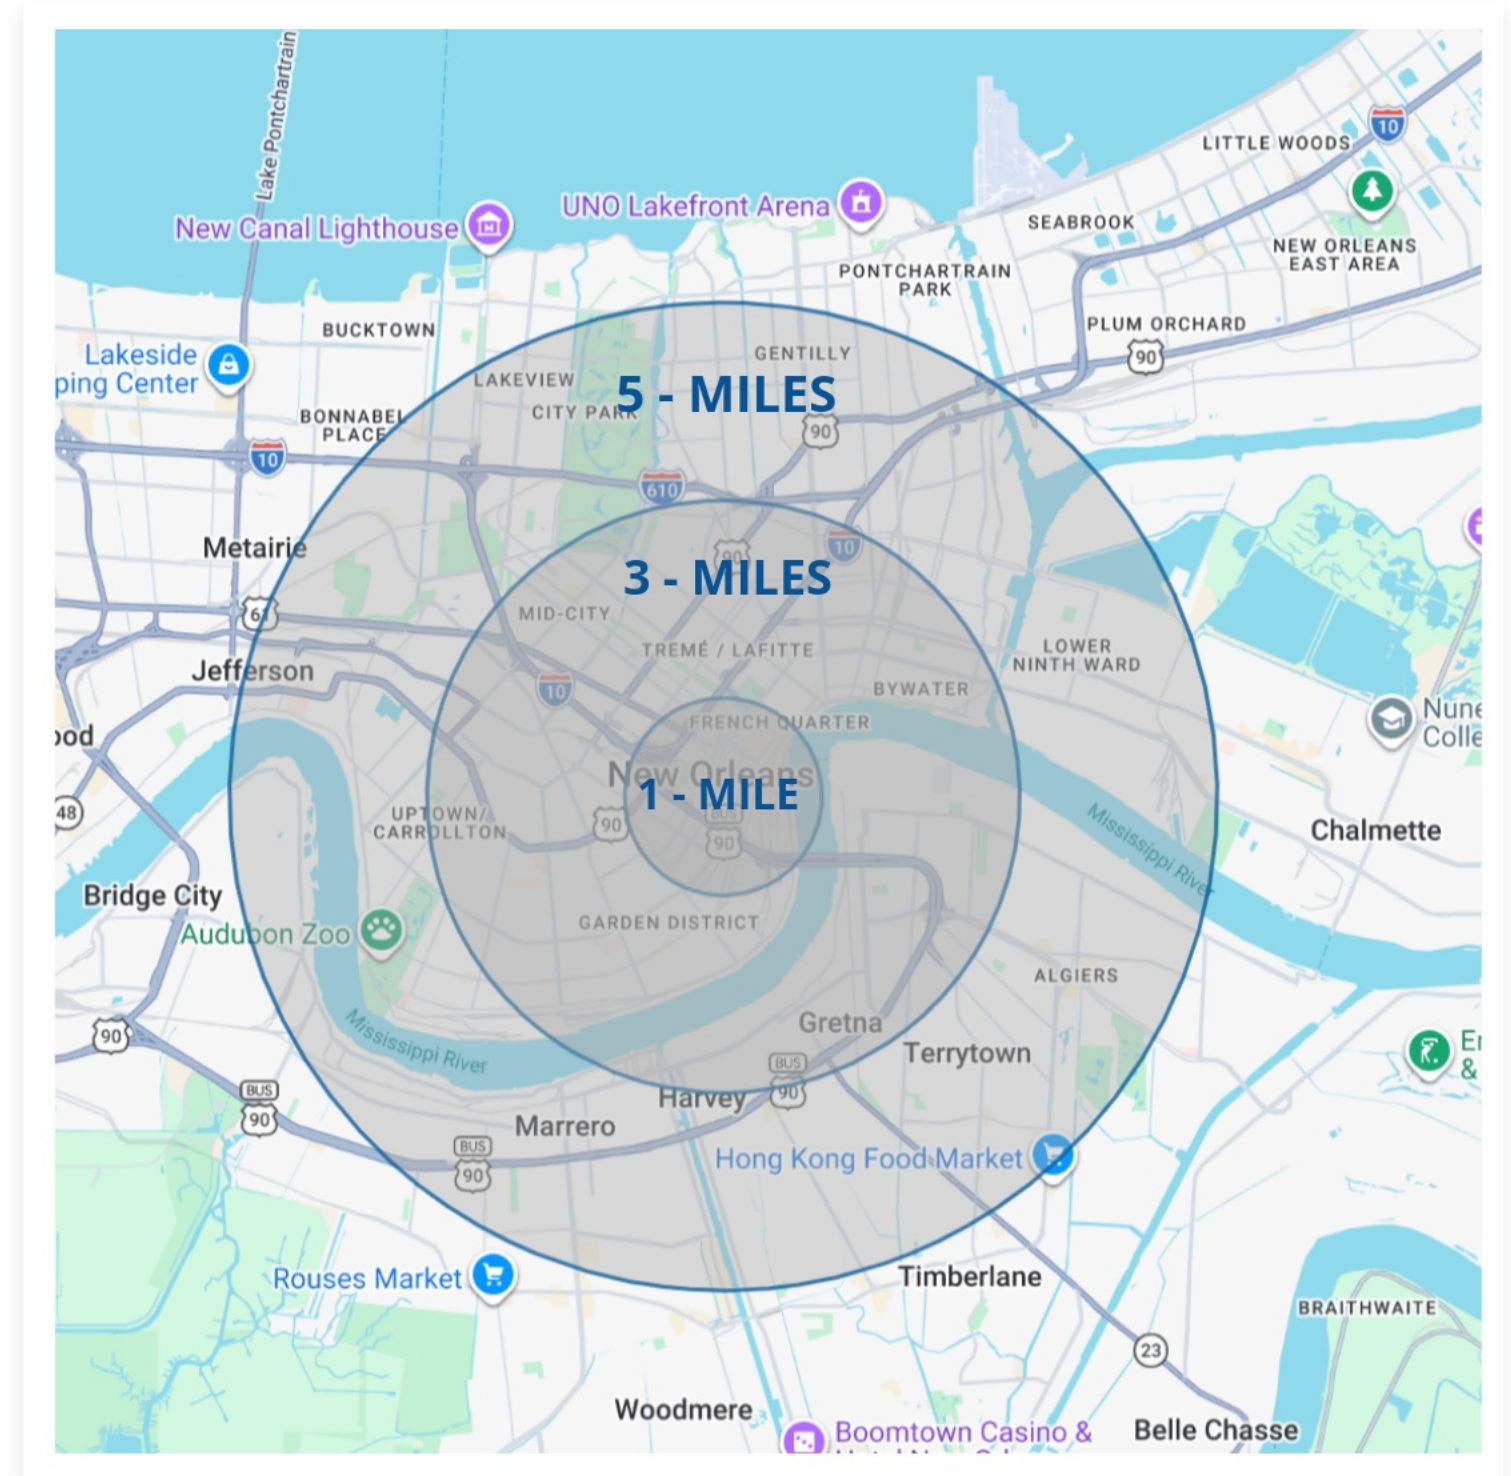 Lake Pontchartrain
10
LITTLE WOODS
New Canal Lighthouse
UNO Lakefront Arena
SEABROOK
NEW ORLEANS
EAST AREA
PONTCHARTRAIN
PARK
BUCKTOWN
PLUM ORCHARD
90
Lakeside
ping Center
GENTILLY
LAKEVIEW
5 - MILES
CITY PARK
BONNABEL
PLACE
90
10
610
Metairie
90
10
3 - MILES
61
MID-CITY
TREMÉ / LAFITTE
LOWER
NINTH WARD
Jefferson
10
BYWATER
FRENCH QUARTER
Nune
Colle
ood
New Orleans
1 - MILE
48
UPTOWN/
CARROLLTON
90
BUS
90
Mississippi River
Chalmette
Bridge City
Audubon Zoo
GARDEN DISTRICT
ALGIERS
Mississippi River
Gretna
Terrytown
90
BUS
90
Harvey
BUS
90
Marrero
BUS
90
Hong Kong Food Market
Er
&
Rouses Market
Timberlane
BRAITHWAITE
23
Woodmere
Boomtown Casino &
Belle Chasse